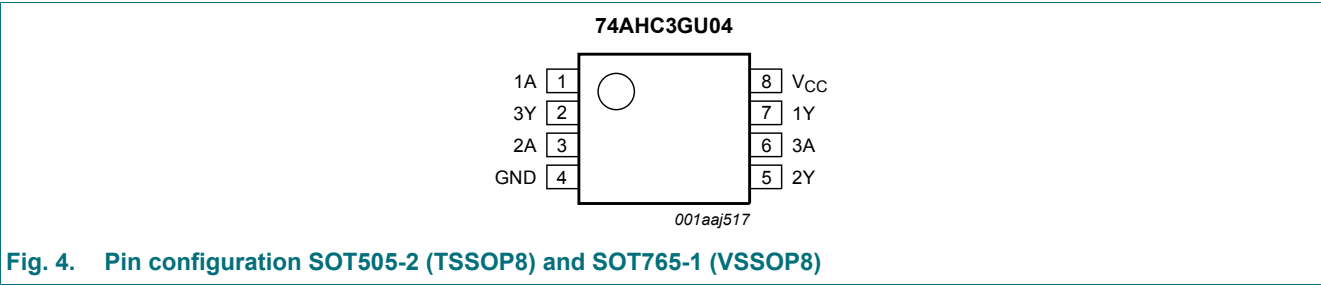 74AHC3GU04
1A 1 8 VCC
3Y 2 7 1Y
2A 3 6 3A
GND 4 5 2Y
001aaj517
Fig. 4. Pin configuration SOT505-2 (TSSOP8) and SOT765-1 (VSSOP8)